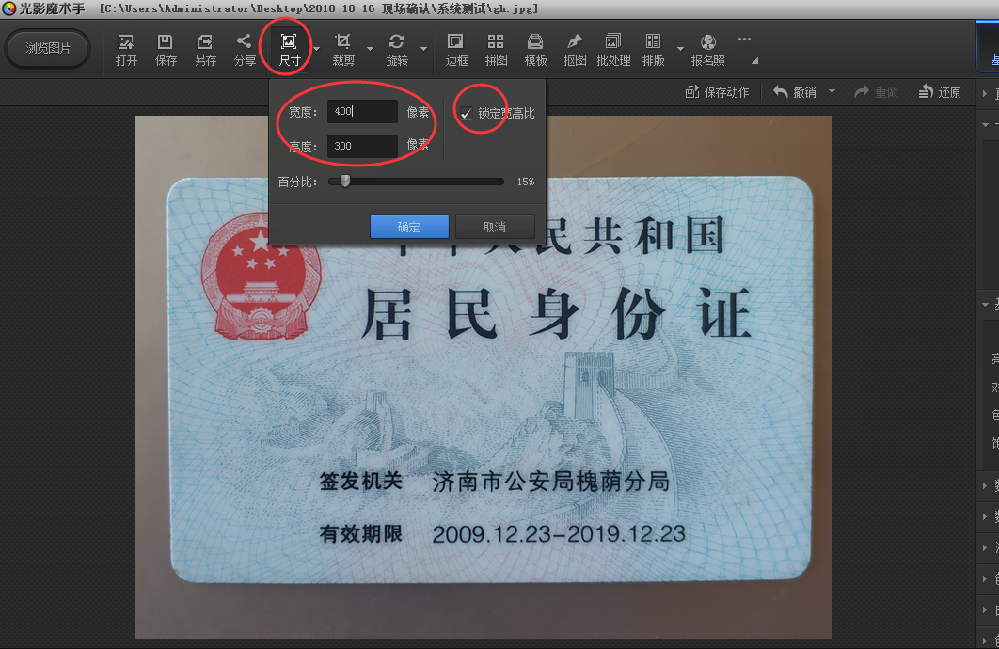 光影魔术手 [C:\Users\Administrator\Desktop\2018-10-16 现场确认\系统测试\gh.jpg]
浏览图片 打开 保存 另存 分享 尺寸 裁剪 旋转 边框 拼图 模板 抠图 批处理 排版 报名照
保存动作 撤销 重做 还原
宽度: 400 像素 锁定宽高比
高度: 300 像素
百分比: 15%
确定 取消
人民共和国
居民身份证
签发机关 济南市公安局槐荫分局
有效期限 2009.12.23-2019.12.23